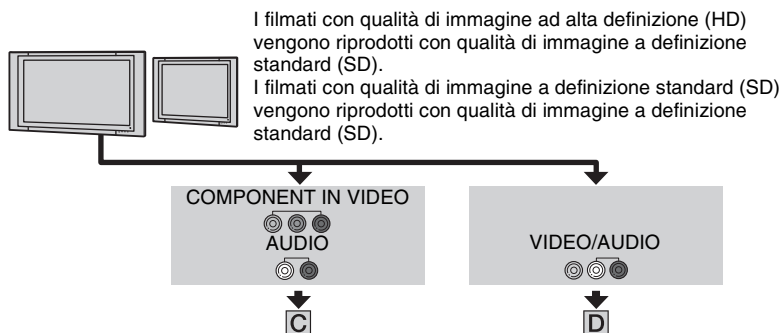 I filmati con qualità di immagine ad alta definizione (HD)
vengono riprodotti con qualità di immagine a definizione
standard (SD).
I filmati con qualità di immagine a definizione standard (SD)
vengono riprodotti con qualità di immagine a definizione
standard (SD).
COMPONENT IN VIDEO
AUDIO
VIDEO/AUDIO
C
D